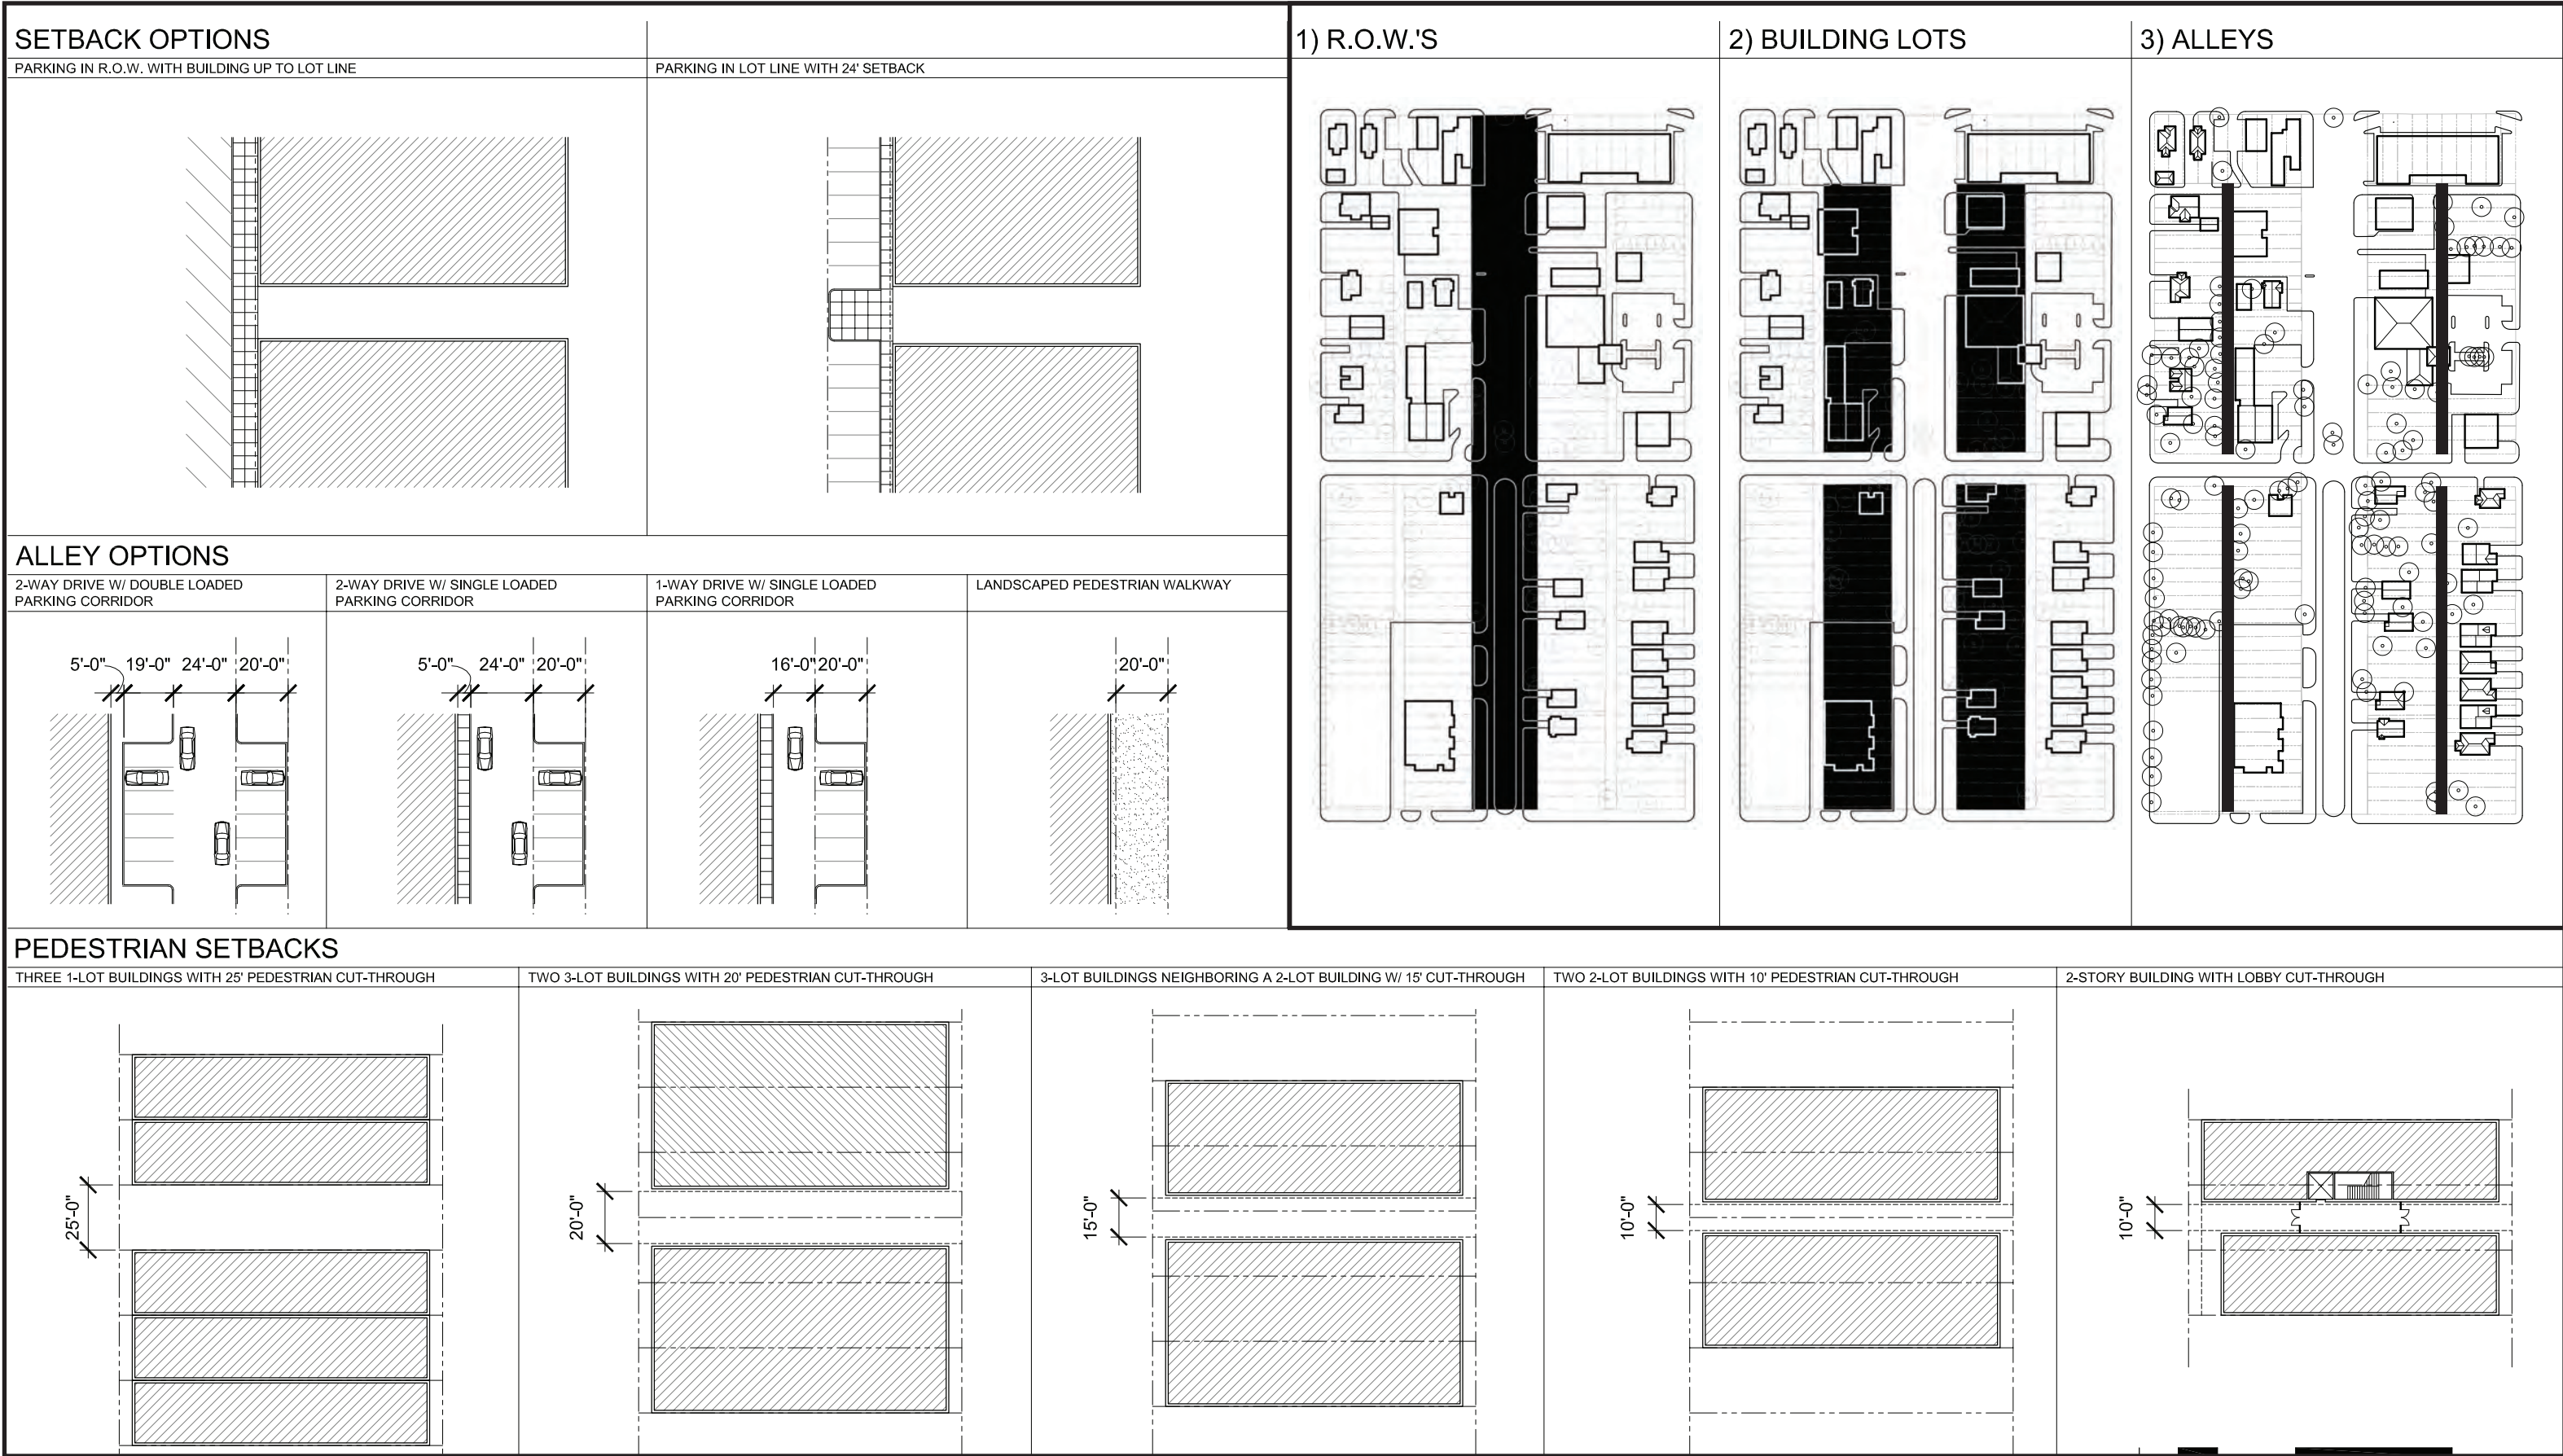 SETBACK OPTIONS
PARKING IN R.O.W. WITH BUILDING UP TO LOT LINE
PARKING IN LOT LINE WITH 24' SETBACK
1) R.O.W.'S
2) BUILDING LOTS
3) ALLEYS
ALLEY OPTIONS
2-WAY DRIVE W/ DOUBLE LOADED
PARKING CORRIDOR
5'-0" 19'-0" 24'-0" 20'-0"
2-WAY DRIVE W/ SINGLE LOADED
PARKING CORRIDOR
5'-0" 24'-0" 20'-0"
1-WAY DRIVE W/ SINGLE LOADED
PARKING CORRIDOR
16'-0" 20'-0"
LANDSCAPED PEDESTRIAN WALKWAY
20'-0"
PEDESTRIAN SETBACKS
THREE 1-LOT BUILDINGS WITH 25' PEDESTRIAN CUT-THROUGH
25'-0"
TWO 3-LOT BUILDINGS WITH 20' PEDESTRIAN CUT-THROUGH
20'-0"
3-LOT BUILDINGS NEIGHBORING A 2-LOT BUILDING W/ 15' CUT-THROUGH
15'-0"
TWO 2-LOT BUILDINGS WITH 10' PEDESTRIAN CUT-THROUGH
10'-0"
2-STORY BUILDING WITH LOBBY CUT-THROUGH
10'-0"